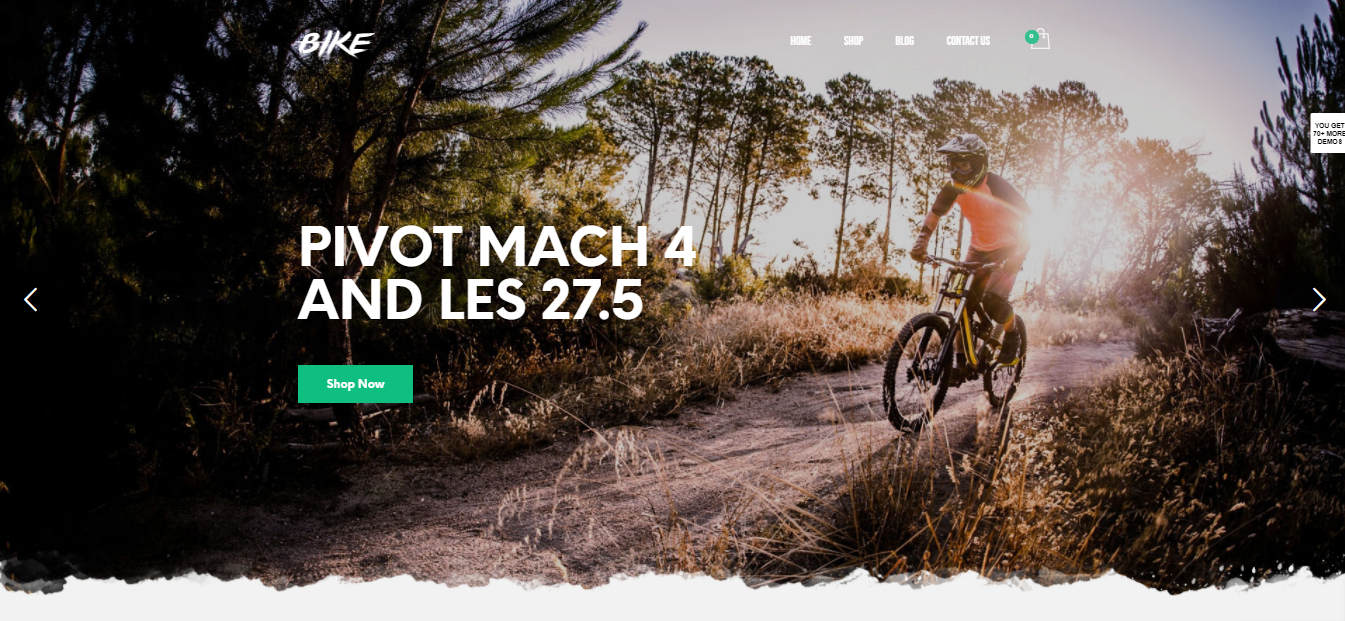 BIKE
HOME SHOP BLOG CONTACT US 0
YOU GET
70+ MORE
DEMOS
PIVOT MACH 4
AND LES 27.5
Shop Now